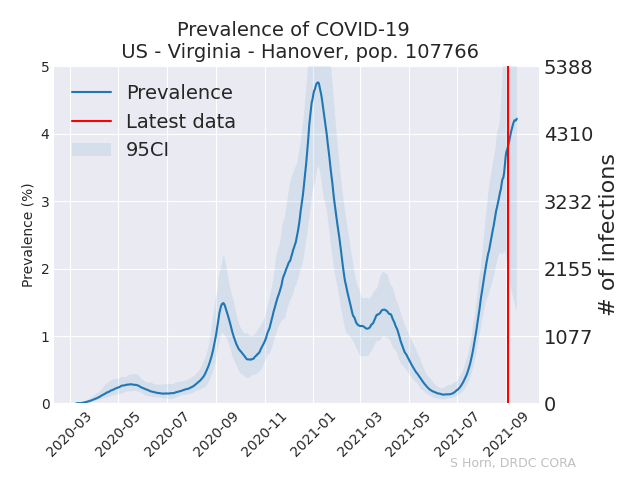 Prevalence of COVID-19
US - Virginia - Hanover, pop. 107766
Prevalence
Latest data
95CI
Prevalence (%)
5
4
3
2
1
0
5388
4310
3232
2155
1077
0
# of infections
2020-03
2020-05
2020-07
2020-09
2020-11
2021-01
2021-03
2021-05
2021-07
2021-09
S Horn, DRDC CORA